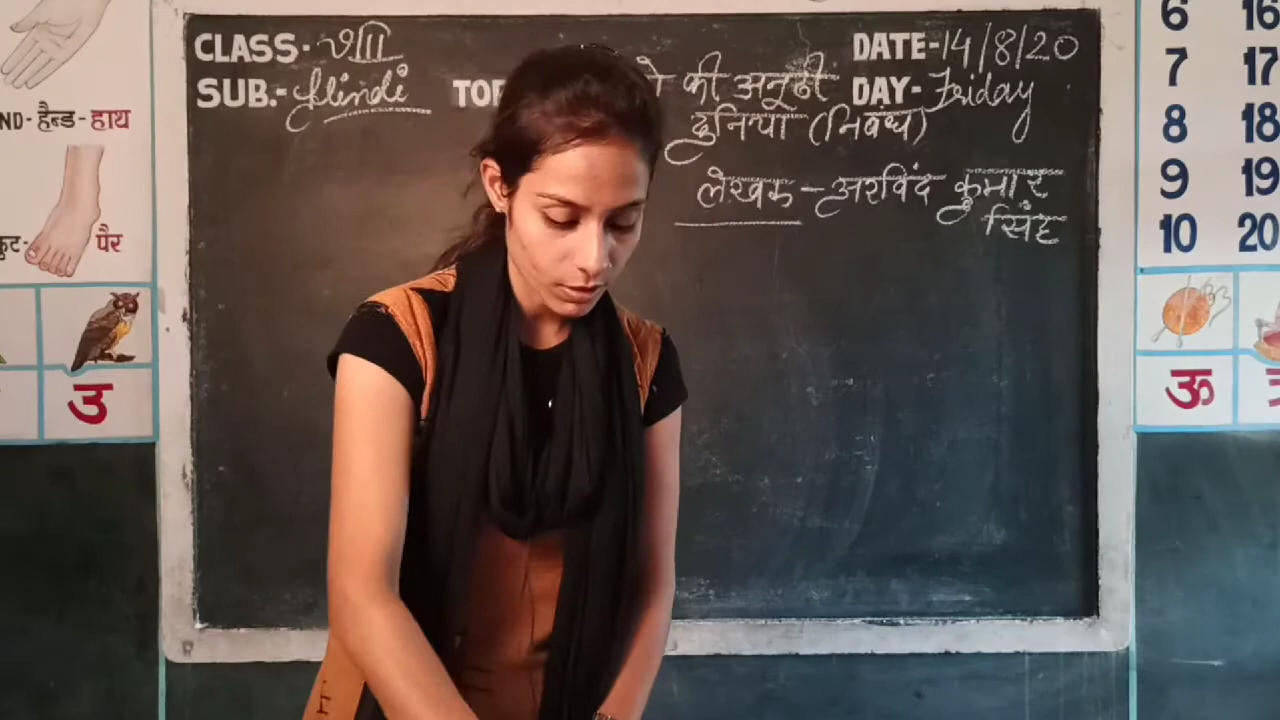 CLASS- VIII
DATE-14/8/20
SUB.- Hindi
की अनूठी
DAY- Friday
दुनिया (निबंध)
लेखक - अरविंद कुमार
सिंह
हैन्ड - हाथ
पैर
उ
6 16
7 17
8 18
9 19
10 20
ऊ